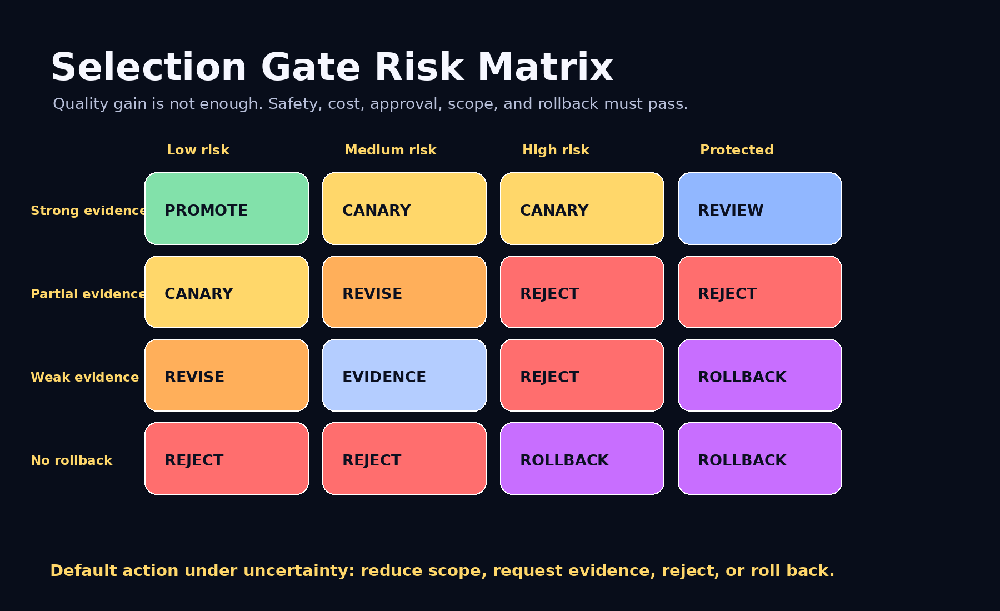 Selection Gate Risk Matrix
Quality gain is not enough. Safety, cost, approval, scope, and rollback must pass.
Low risk Medium risk High risk Protected
Strong evidence PROMOTE CANARY CANARY REVIEW
Partial evidence CANARY REVISE REJECT REJECT
Weak evidence REVISE EVIDENCE REJECT ROLLBACK
No rollback REJECT REJECT ROLLBACK ROLLBACK
Default action under uncertainty: reduce scope, request evidence, reject, or roll back.